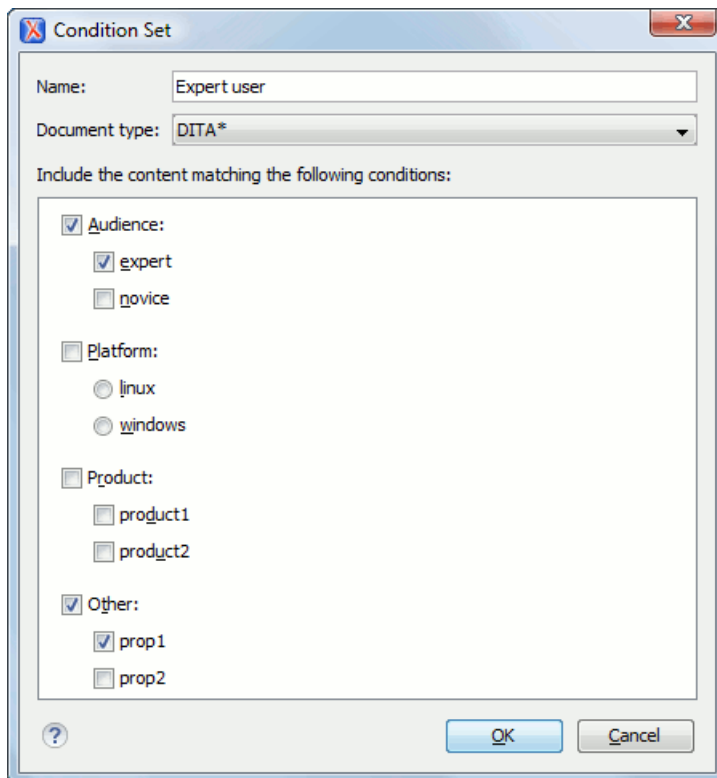 Condition Set
Name: Expert user
Document type: DITA*
Include the content matching the following conditions:
Audience:
expert
novice
Platform:
linux
windows
Product:
product1
product2
Other:
prop1
prop2
? OK Cancel